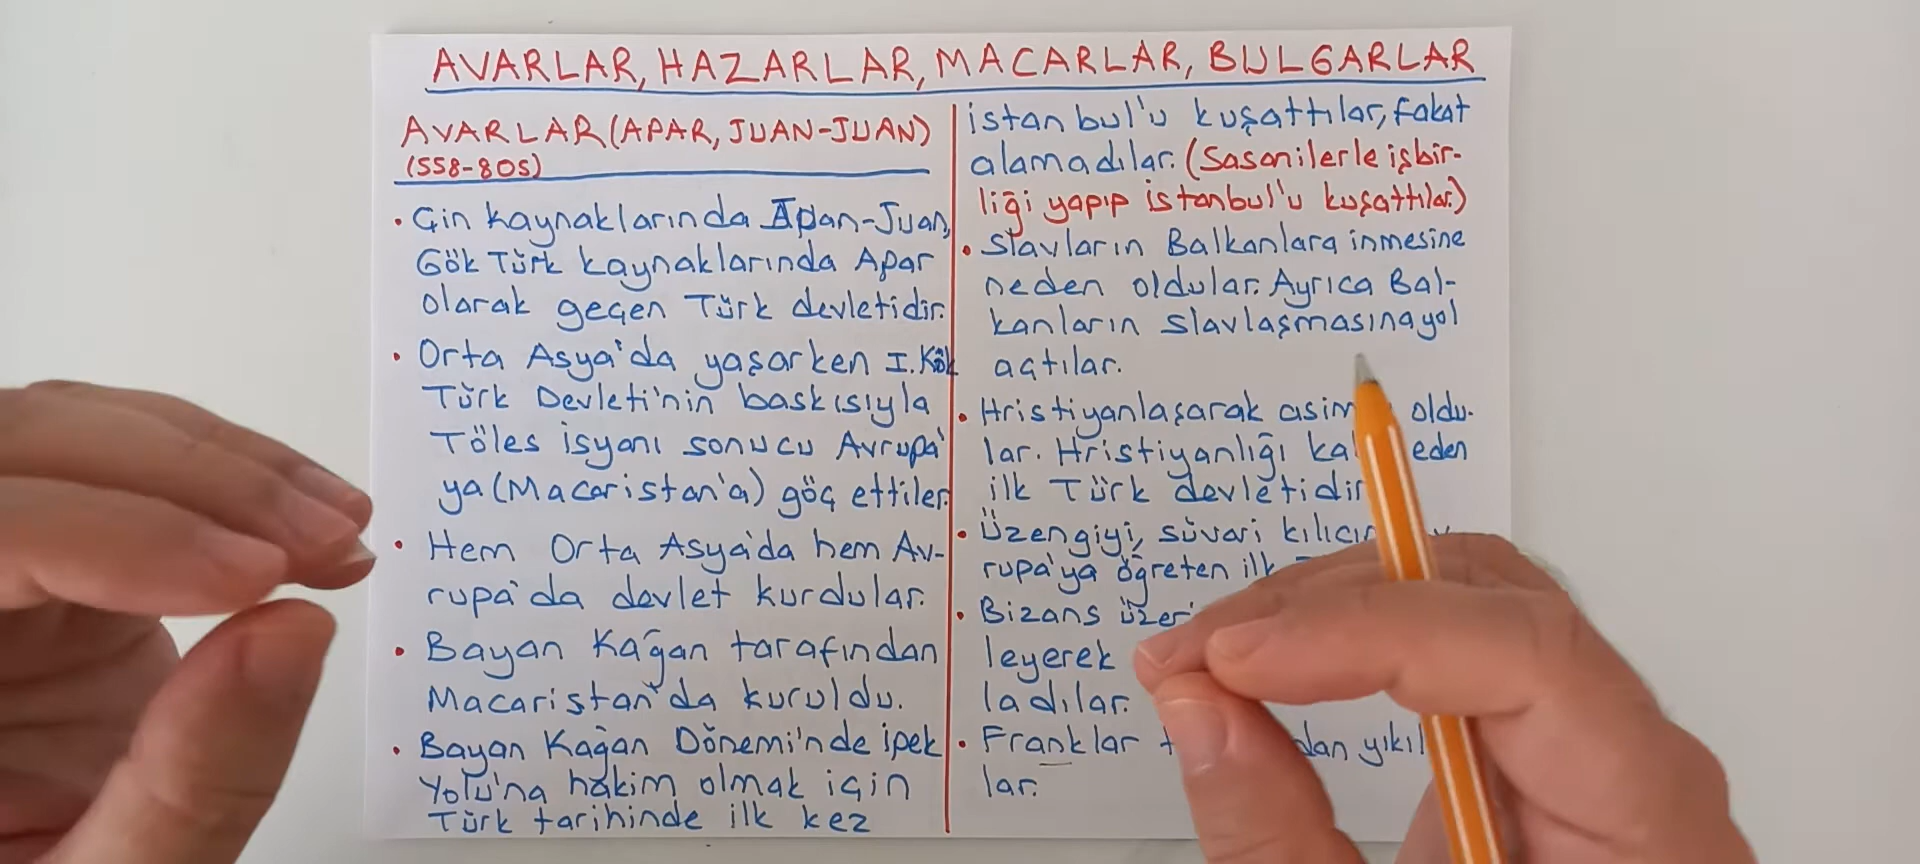 AVARLAR, HAZARLAR, MACARLAR, BULGARLAR
AVARLAR (APAR, JUAN-JUAN)
(558-805)
• Çin kaynaklarında Apan-Juan,
Gök Türk kaynaklarında Apar
olarak geçen Türk devletidir.
• Orta Asya'da yaşarken I. Kök
Türk Devleti'nin baskısıyla
Töles isyanı sonucu Avrupa'
ya (Macaristan'a) göç ettiler.
• Hem Orta Asya'da hem Av-
rupa'da devlet kurdular.
• Bayan Kağan tarafından
Macaristan'da kuruldu.
• Bayan Kağan Dönemi'nde ipek
Yolu'na hakim olmak için
Türk tarihinde ilk kez
istanbul'u kuşattılar, fakat
alamadılar. (Sasanilerle işbir-
liği yapıp istanbul'u kuşattılar.)
• Slavların Balkanlara inmesine
neden oldular. Ayrıca Bal-
kanların slavlaşmasına yol
açtılar.
• Hristiyanlaşarak oldu-
lar. Hristiyanlığı eden
ilk Türk devletidir
• Üzengiyi, süvari
rupa'ya öğreten ilk
• Bizans
leyerek
ladılar.
• Franklar
lar.